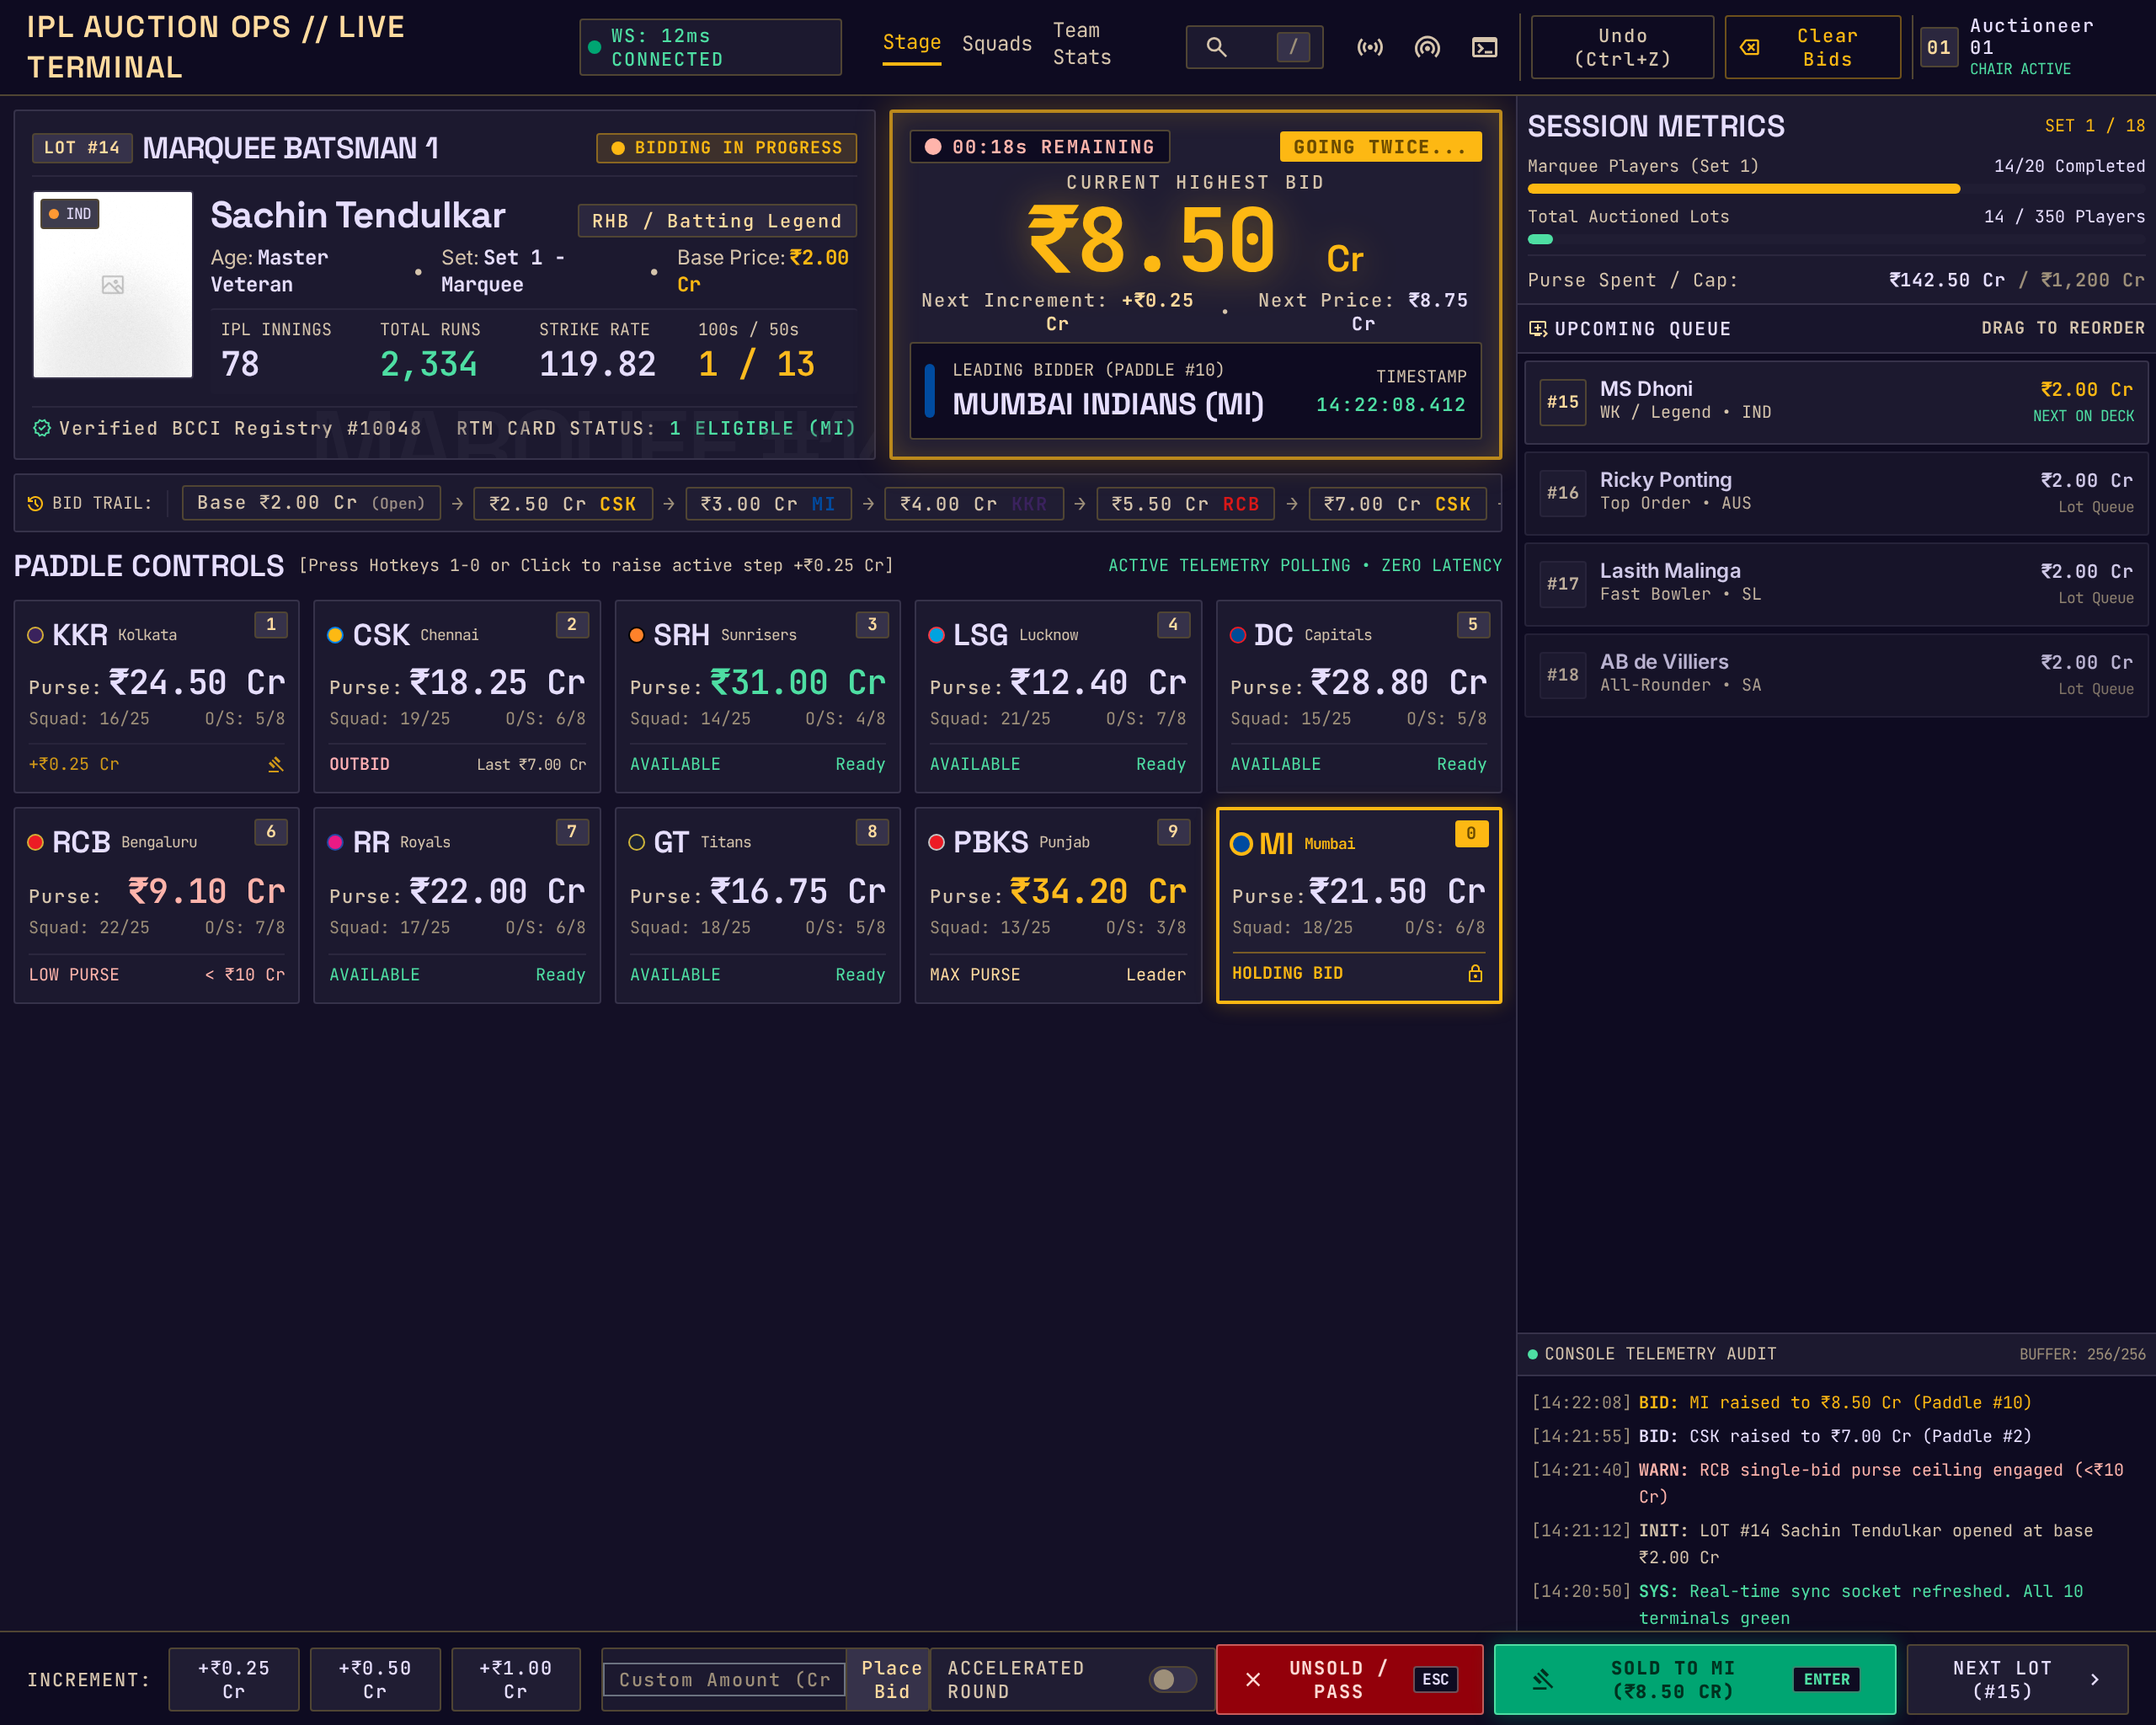 IPL AUCTION OPS // LIVE
TERMINAL
WS: 12ms
CONNECTED
Stage
Squads
Team
Stats
/
Undo
(Ctrl+Z)
Clear
Bids
01
Auctioneer
01
CHAIR ACTIVE
LOT #14
MARQUEE BATSMAN 1
BIDDING IN PROGRESS
IND
Sachin Tendulkar
RHB / Batting Legend
Age: Master
Veteran
•
Set: Set 1 -
Marquee
•
Base Price: ₹2.00
Cr
IPL INNINGS
78
TOTAL RUNS
2,334
STRIKE RATE
119.82
100s / 50s
1 / 13
Verified BCCI Registry #10048
RTM CARD STATUS: 1 ELIGIBLE (MI)
00:18s REMAINING
GOING TWICE...
CURRENT HIGHEST BID
₹8.50 Cr
Next Increment: +₹0.25
Cr
•
Next Price: ₹8.75
Cr
LEADING BIDDER (PADDLE #10)
MUMBAI INDIANS (MI)
TIMESTAMP
14:22:08.412
BID TRAIL:
Base ₹2.00 Cr (Open)
→
₹2.50 Cr CSK
→
₹3.00 Cr MI
→
₹4.00 Cr KKR
→
₹5.50 Cr RCB
→
₹7.00 Cr CSK
PADDLE CONTROLS
[Press Hotkeys 1-0 or Click to raise active step +₹0.25 Cr]
ACTIVE TELEMETRY POLLING • ZERO LATENCY
KKR Kolkata 1
Purse: ₹24.50 Cr
Squad: 16/25 O/S: 5/8
+₹0.25 Cr
CSK Chennai 2
Purse: ₹18.25 Cr
Squad: 19/25 O/S: 6/8
OUTBID Last ₹7.00 Cr
SRH Sunrisers 3
Purse: ₹31.00 Cr
Squad: 14/25 O/S: 4/8
AVAILABLE Ready
LSG Lucknow 4
Purse: ₹12.40 Cr
Squad: 21/25 O/S: 7/8
AVAILABLE Ready
DC Capitals 5
Purse: ₹28.80 Cr
Squad: 15/25 O/S: 5/8
AVAILABLE Ready
RCB Bengaluru 6
Purse: ₹9.10 Cr
Squad: 22/25 O/S: 7/8
LOW PURSE < ₹10 Cr
RR Royals 7
Purse: ₹22.00 Cr
Squad: 17/25 O/S: 6/8
AVAILABLE Ready
GT Titans 8
Purse: ₹16.75 Cr
Squad: 18/25 O/S: 5/8
AVAILABLE Ready
PBKS Punjab 9
Purse: ₹34.20 Cr
Squad: 13/25 O/S: 3/8
MAX PURSE Leader
MI Mumbai 0
Purse: ₹21.50 Cr
Squad: 18/25 O/S: 6/8
HOLDING BID
SESSION METRICS
SET 1 / 18
Marquee Players (Set 1)
14/20 Completed
Total Auctioned Lots
14 / 350 Players
Purse Spent / Cap:
₹142.50 Cr / ₹1,200 Cr
UPCOMING QUEUE
DRAG TO REORDER
#15
MS Dhoni
WK / Legend • IND
₹2.00 Cr
NEXT ON DECK
#16
Ricky Ponting
Top Order • AUS
₹2.00 Cr
Lot Queue
#17
Lasith Malinga
Fast Bowler • SL
₹2.00 Cr
Lot Queue
#18
AB de Villiers
All-Rounder • SA
₹2.00 Cr
Lot Queue
CONSOLE TELEMETRY AUDIT
BUFFER: 256/256
[14:22:08] BID: MI raised to ₹8.50 Cr (Paddle #10)
[14:21:55] BID: CSK raised to ₹7.00 Cr (Paddle #2)
[14:21:40] WARN: RCB single-bid purse ceiling engaged (<₹10
Cr)
[14:21:12] INIT: LOT #14 Sachin Tendulkar opened at base
₹2.00 Cr
[14:20:50] SYS: Real-time sync socket refreshed. All 10
terminals green
INCREMENT:
+₹0.25
Cr
+₹0.50
Cr
+₹1.00
Cr
Custom Amount (Cr
Place
Bid
ACCELERATED
ROUND
UNSOLD /
PASS
ESC
SOLD TO MI
(₹8.50 CR)
ENTER
NEXT LOT
(#15)